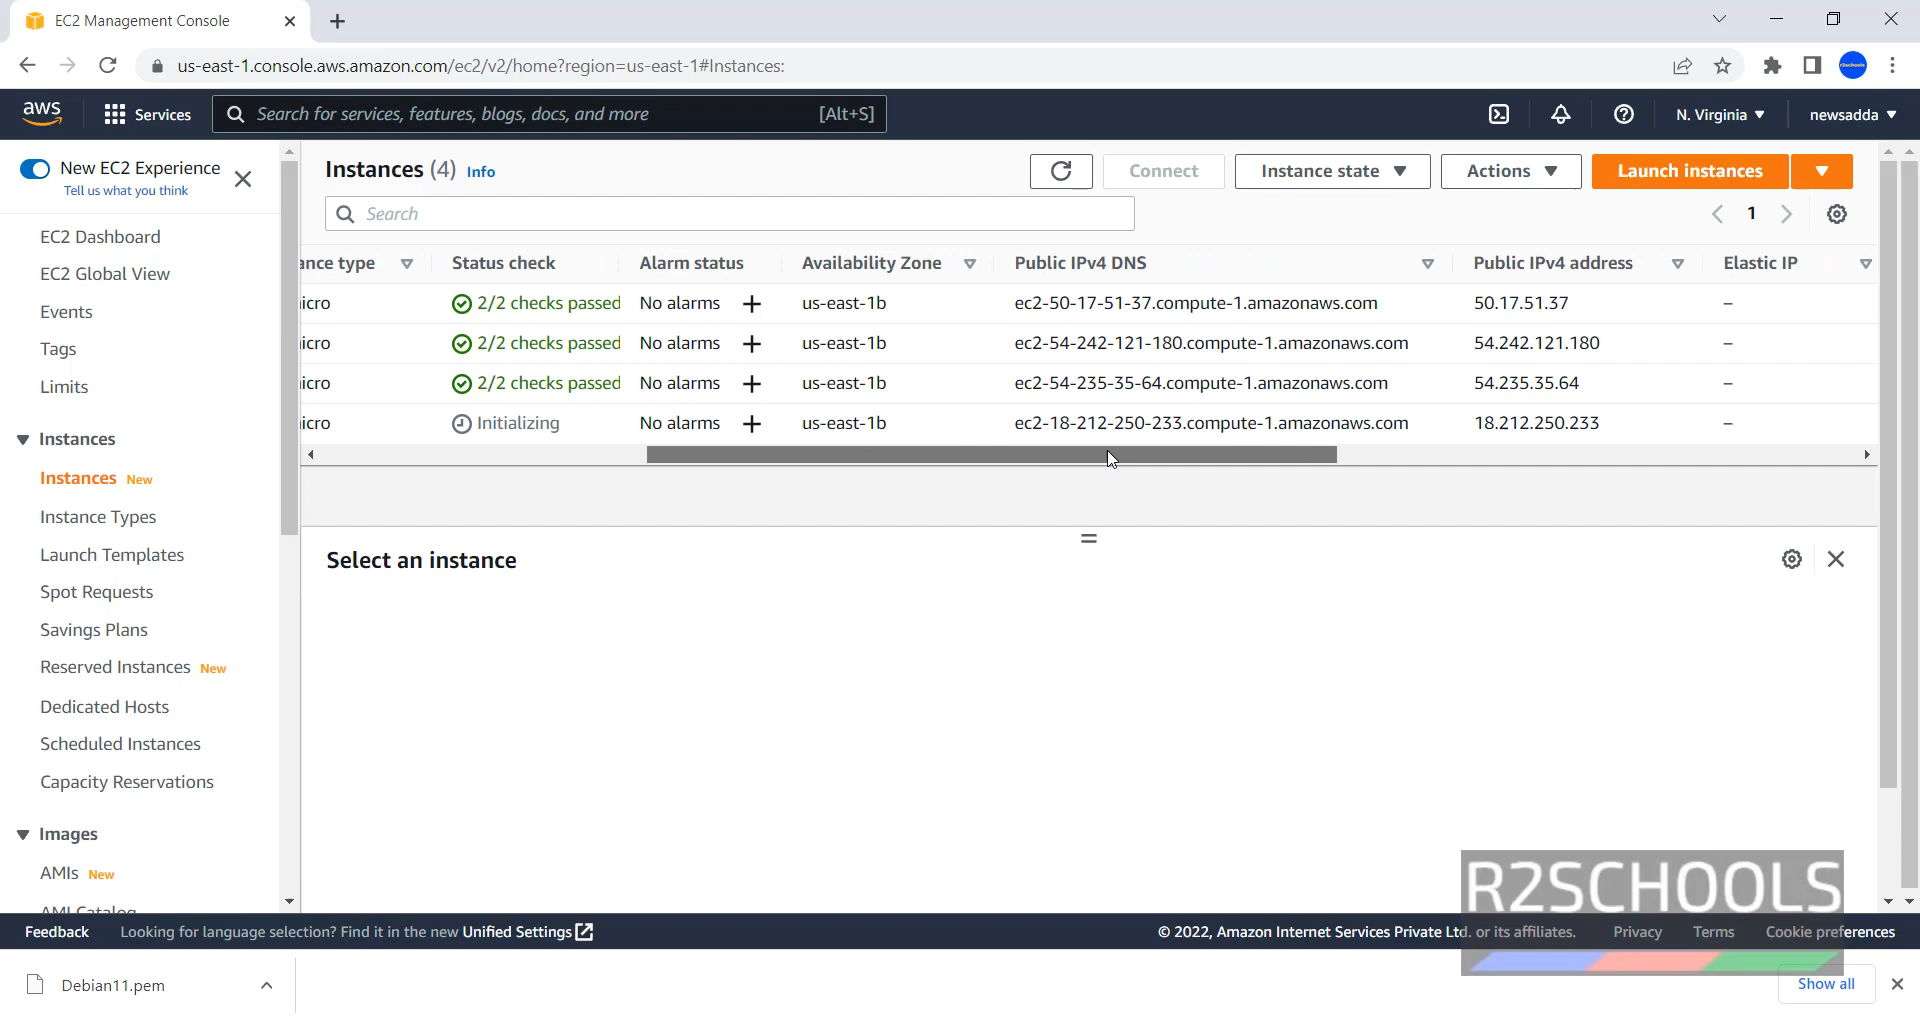 EC2 Management Console
us-east-1.console.aws.amazon.com/ec2/v2/home?region=us-east-1#Instances:
aws Services Search for services, features, blogs, docs, and more [Alt+S] N. Virginia newsadda
New EC2 Experience
Tell us what you think
EC2 Dashboard
EC2 Global View
Events
Tags
Limits
Instances
Instances New
Instance Types
Launch Templates
Spot Requests
Savings Plans
Reserved Instances New
Dedicated Hosts
Scheduled Instances
Capacity Reservations
Images
AMIs New
AMI Catalog
Instances (4) Info Connect Instance state Actions Launch instances
Search 1
ance type Status check Alarm status Availability Zone Public IPv4 DNS Public IPv4 address Elastic IP
icro 2/2 checks passed No alarms + us-east-1b ec2-50-17-51-37.compute-1.amazonaws.com 50.17.51.37 –
icro 2/2 checks passed No alarms + us-east-1b ec2-54-242-121-180.compute-1.amazonaws.com 54.242.121.180 –
icro 2/2 checks passed No alarms + us-east-1b ec2-54-235-35-64.compute-1.amazonaws.com 54.235.35.64 –
icro Initializing No alarms + us-east-1b ec2-18-212-250-233.compute-1.amazonaws.com 18.212.250.233 –
Select an instance
R2SCHOOLS
Feedback Looking for language selection? Find it in the new Unified Settings © 2022, Amazon Internet Services Private Ltd. or its affiliates. Privacy Terms Cookie preferences
Debian11.pem Show all